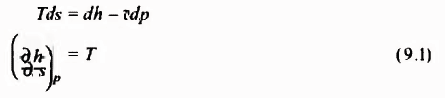 Tds = dh − vdp
(∂h/∂s)p = T (9.1)